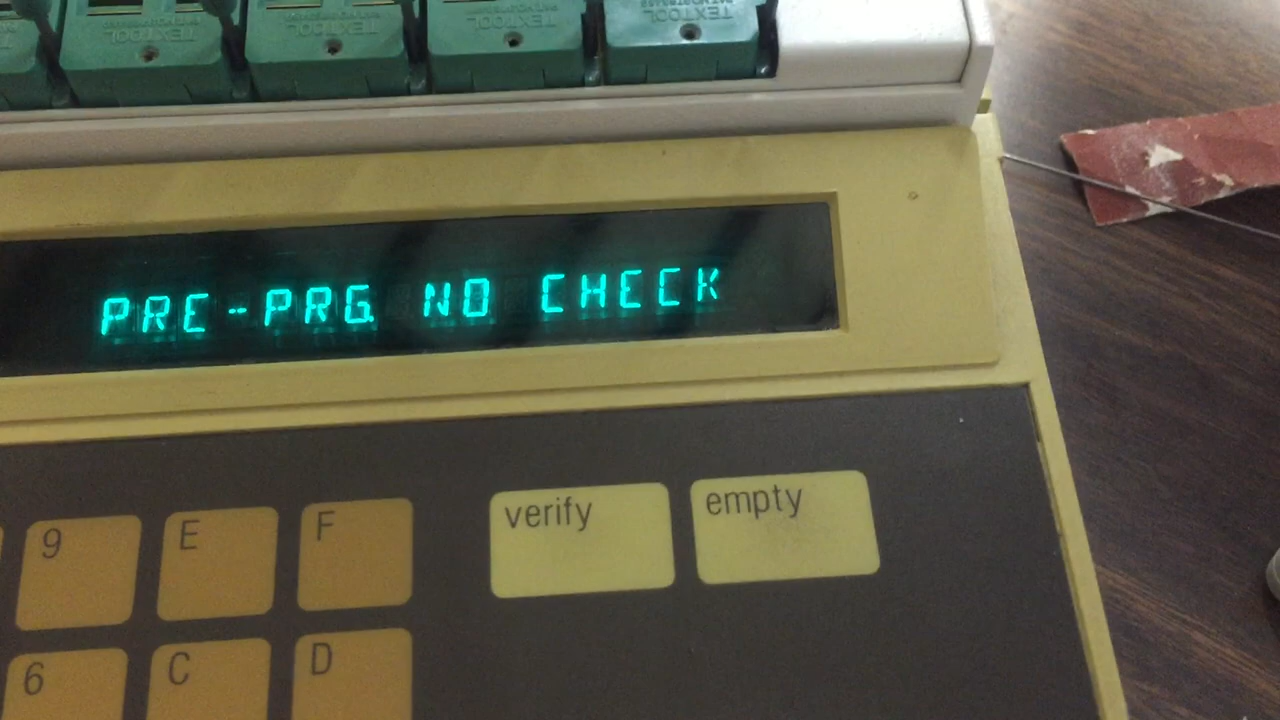 TEXTOOL
TEXTOOL
TEXTOOL
TEXTOOL
PRE-PRG. NO CHECK
verify
empty
9
E
F
6
C
D